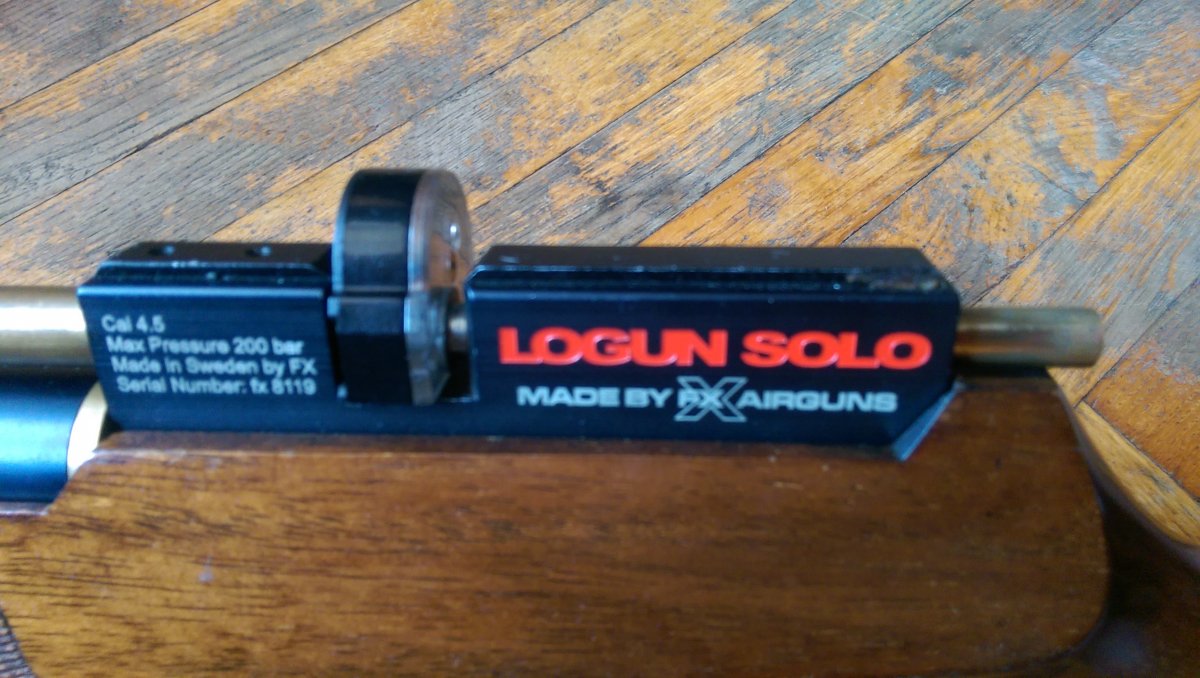 Cal 4.5
Max Pressure 200 bar
Made in Sweden by FX
Serial Number: fx 8119
LOGUN SOLO
MADE BY FX AIRGUNS